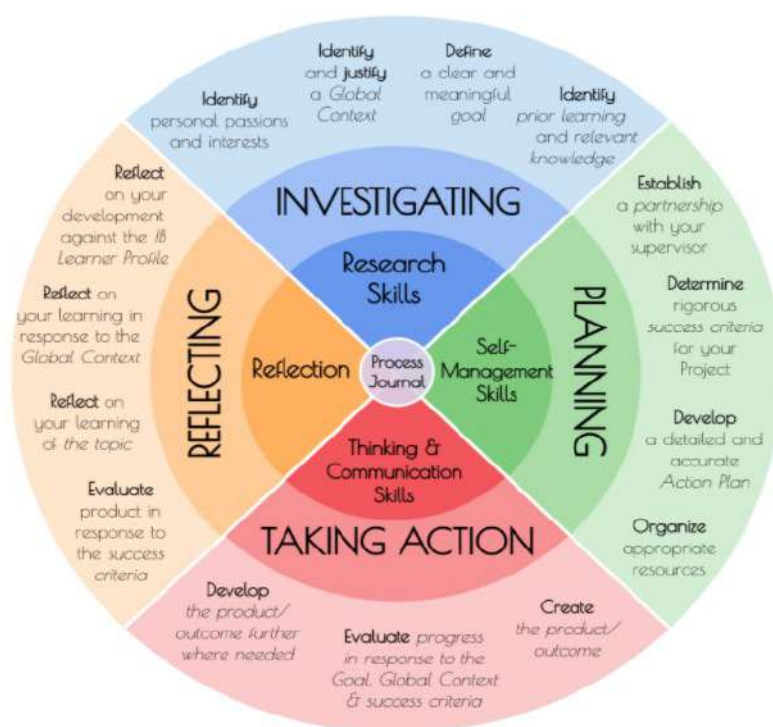 Identify
personal passions
and interests
Identify
and justify
a Global
Context
Define
a clear and
meaningful
goal
Identify
prior learning
and relevant
knowledge
INVESTIGATING
Research
Skills
Establish
a partnership
with your
supervisor
Determine
rigorous
success criteria
for your
Project
Develop
a detailed and
accurate
Action Plan
Organize
appropriate
resources
PLANNING
Self-
Management
Skills
Process
Journal
Thinking &
Communication
Skills
TAKING ACTION
Create
the product/
outcome
Evaluate progress
in response to the
Goal, Global Context
& success criteria
Develop
the product/
outcome further
where needed
REFLECTING
Reflection
Evaluate
product in
response to
the success
criteria
Reflect on
your learning
of the topic
Reflect on
your learning in
response to the
Global Context
Reflect
on your
development
against the IB
Learner Profile